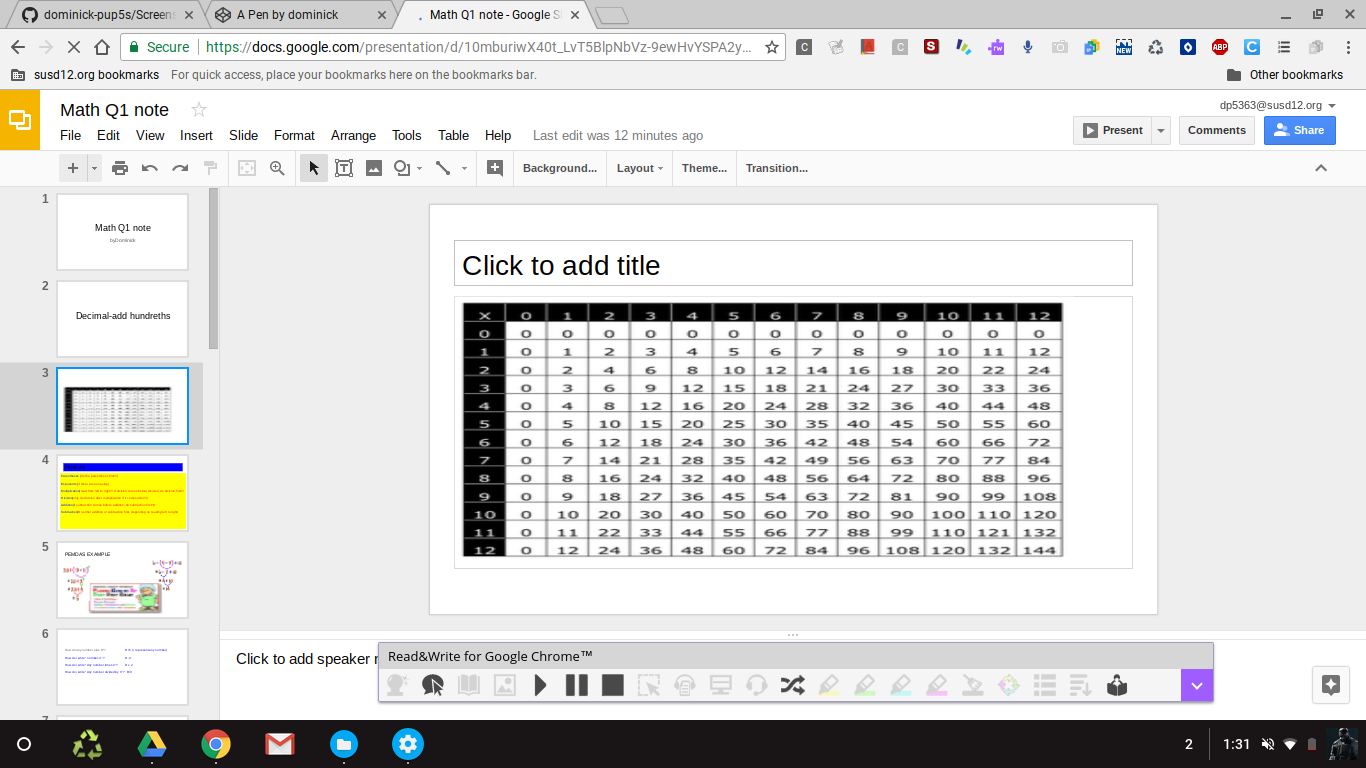 dominick-pup5s/Screens
A Pen by dominick
Math Q1 note - Google Sl
Secure
https://docs.google.com/presentation/d/10mburiwX40t_LvT5BlpNbVz-9ewHvYSPA2y…
susd12.org bookmarks For quick access, place your bookmarks here on the bookmarks bar. Other bookmarks
Math Q1 note
dp5363@susd12.org
File Edit View Insert Slide Format Arrange Tools Table Help Last edit was 12 minutes ago
Present Comments Share
Background... Layout Theme... Transition...
1
Math Q1 note
byDominick
2
Decimal-add hundreths
3
4
5
PEMDAS EXAMPLE
6
Click to add title
X 0 1 2 3 4 5 6 7 8 9 10 11 12
0 0 0 0 0 0 0 0 0 0 0 0 0 0
1 0 1 2 3 4 5 6 7 8 9 10 11 12
2 0 2 4 6 8 10 12 14 16 18 20 22 24
3 0 3 6 9 12 15 18 21 24 27 30 33 36
4 0 4 8 12 16 20 24 28 32 36 40 44 48
5 0 5 10 15 20 25 30 35 40 45 50 55 60
6 0 6 12 18 24 30 36 42 48 54 60 66 72
7 0 7 14 21 28 35 42 49 56 63 70 77 84
8 0 8 16 24 32 40 48 56 64 72 80 88 96
9 0 9 18 27 36 45 54 63 72 81 90 99 108
10 0 10 20 30 40 50 60 70 80 90 100 110 120
11 0 11 22 33 44 55 66 77 88 99 110 121 132
12 0 12 24 36 48 60 72 84 96 108 120 132 144
Click to add speaker
Read&Write for Google Chrome™
2 1:31